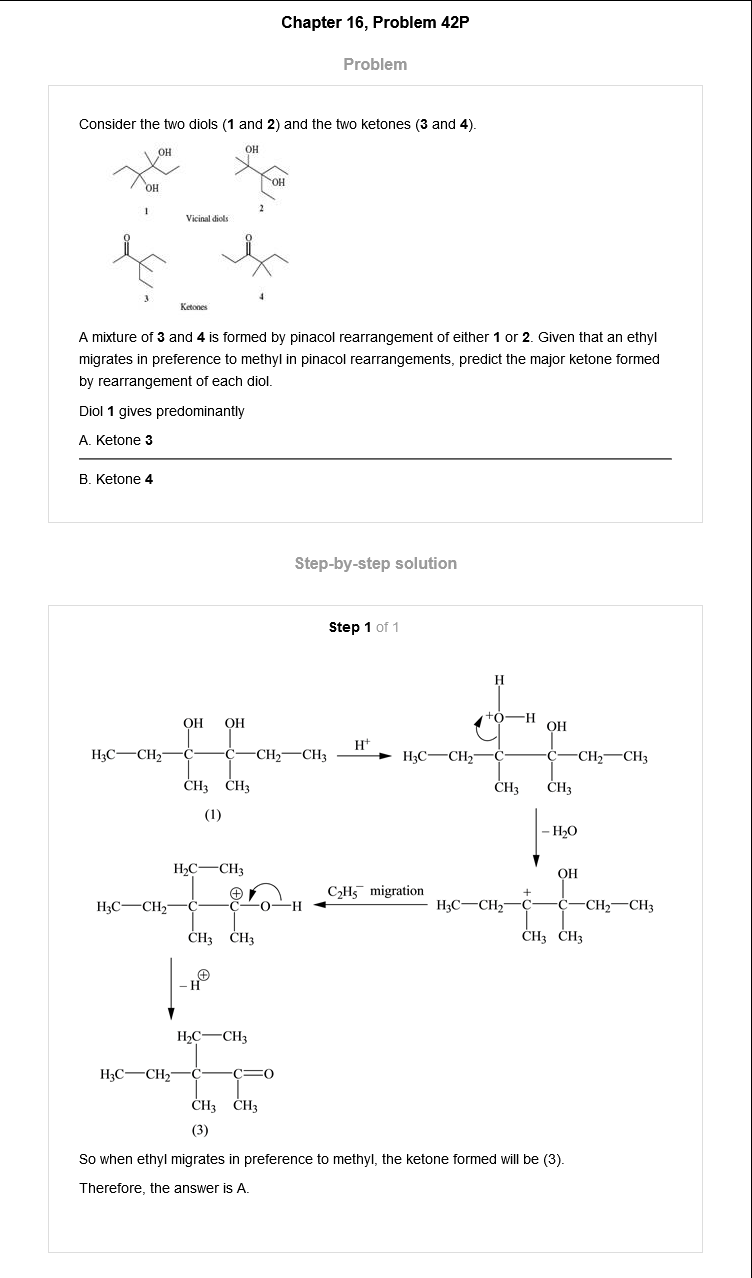 Chapter 16, Problem 42P
Problem
Consider the two diols (1 and 2) and the two ketones (3 and 4).
OH
OH
1
OH
OH
2
Vicinal diols
O
3
O
4
Ketones
A mixture of 3 and 4 is formed by pinacol rearrangement of either 1 or 2. Given that an ethyl
migrates in preference to methyl in pinacol rearrangements, predict the major ketone formed
by rearrangement of each diol.
Diol 1 gives predominantly
A. Ketone 3
B. Ketone 4
Step-by-step solution
Step 1 of 1
OH OH
H₃C—CH₂—C—C—CH₂—CH₃
CH₃ CH₃
(1)
H⁺
H
⁺O—H
OH
H₃C—CH₂—C—C—CH₂—CH₃
CH₃ CH₃
– H₂O
OH
+
H₃C—CH₂—C—C—CH₂—CH₃
CH₃ CH₃
C₂H₅⁻ migration
H₂C—CH₃
⊕
H₃C—CH₂—C—C—O—H
CH₃ CH₃
– H⊕
H₂C—CH₃
H₃C—CH₂—C—C=O
CH₃ CH₃
(3)
So when ethyl migrates in preference to methyl, the ketone formed will be (3).
Therefore, the answer is A.